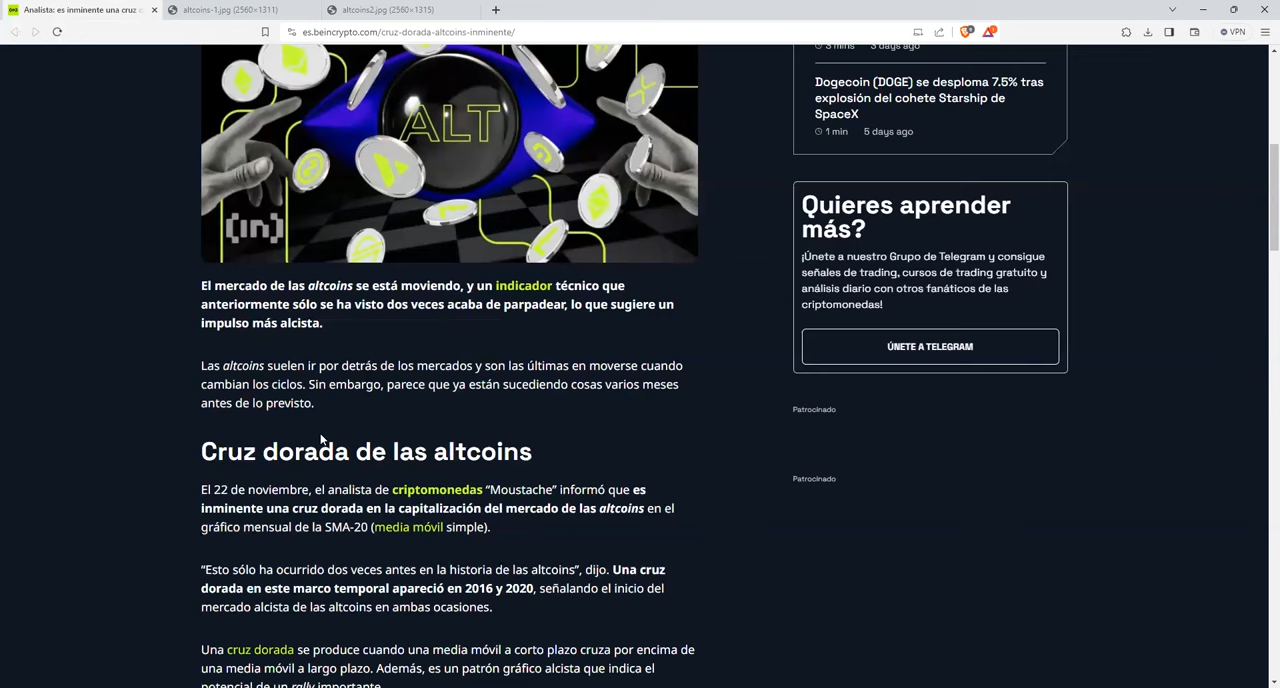 Analista: es inminente una cruz d
altcoins-1.jpg (2560×1311)
altcoins2.jpg (2560×1315)
es.beincrypto.com/cruz-dorada-altcoins-inminente/
VPN
ALT
[in]
3 mins 3 days ago
Dogecoin (DOGE) se desploma 7.5% tras
explosión del cohete Starship de
SpaceX
1 min 5 days ago
Quieres aprender
más?
¡Únete a nuestro Grupo de Telegram y consigue
señales de trading, cursos de trading gratuito y
análisis diario con otros fanáticos de las
criptomonedas!
ÚNETE A TELEGRAM
Patrocinado
Patrocinado
El mercado de las altcoins se está moviendo, y un indicador técnico que
anteriormente sólo se ha visto dos veces acaba de parpadear, lo que sugiere un
impulso más alcista.
Las altcoins suelen ir por detrás de los mercados y son las últimas en moverse cuando
cambian los ciclos. Sin embargo, parece que ya están sucediendo cosas varios meses
antes de lo previsto.
Cruz dorada de las altcoins
El 22 de noviembre, el analista de criptomonedas “Moustache” informó que es
inminente una cruz dorada en la capitalización del mercado de las altcoins en el
gráfico mensual de la SMA-20 (media móvil simple).
“Esto sólo ha ocurrido dos veces antes en la historia de las altcoins”, dijo. Una cruz
dorada en este marco temporal apareció en 2016 y 2020, señalando el inicio del
mercado alcista de las altcoins en ambas ocasiones.
Una cruz dorada se produce cuando una media móvil a corto plazo cruza por encima de
una media móvil a largo plazo. Además, es un patrón gráfico alcista que indica el
potencial de un rally importante.